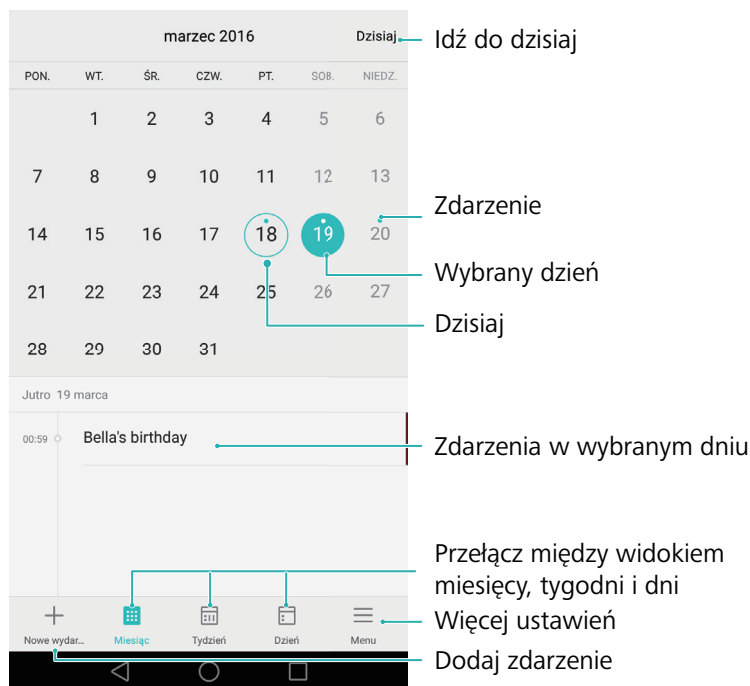 marzec 2016 Dzisiaj
Idź do dzisiaj
PON. WT. ŚR. CZW. PT. SOB. NIEDZ.
1 2 3 4 5 6
7 8 9 10 11 12 13
Zdarzenie
14 15 16 17 18 19 20
Wybrany dzień
21 22 23 24 25 26 27
Dzisiaj
28 29 30 31
Jutro 19 marca
00:59 Bella's birthday
Zdarzenia w wybranym dniu
Przełącz między widokiem
miesięcy, tygodni i dni
Więcej ustawień
Nowe wydar... Miesiąc Tydzień Dzień Menu
Dodaj zdarzenie